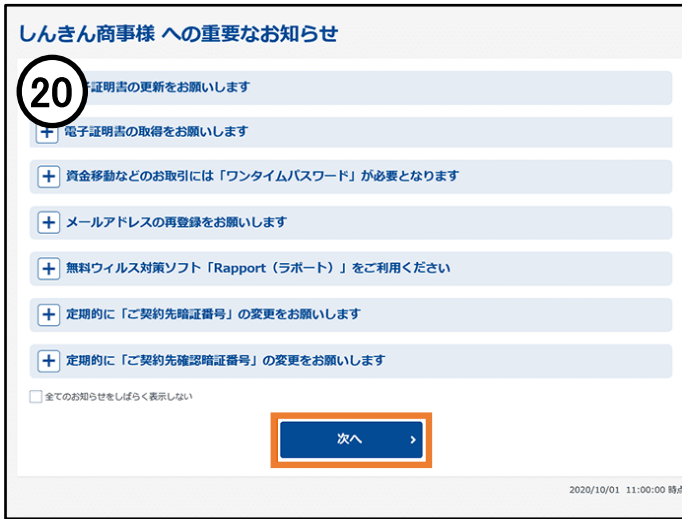 しんきん商事様 への重要なお知らせ
20
子証明書の更新をお願いします
電子証明書の取得をお願いします
資金移動などのお取引には「ワンタイムパスワード」が必要となります
メールアドレスの再登録をお願いします
無料ウィルス対策ソフト「Rapport（ラポート）」をご利用ください
定期的に「ご契約先暗証番号」の変更をお願いします
定期的に「ご契約先確認暗証番号」の変更をお願いします
全てのお知らせをしばらく表示しない
次へ
2020/10/01 11:00:00 時点